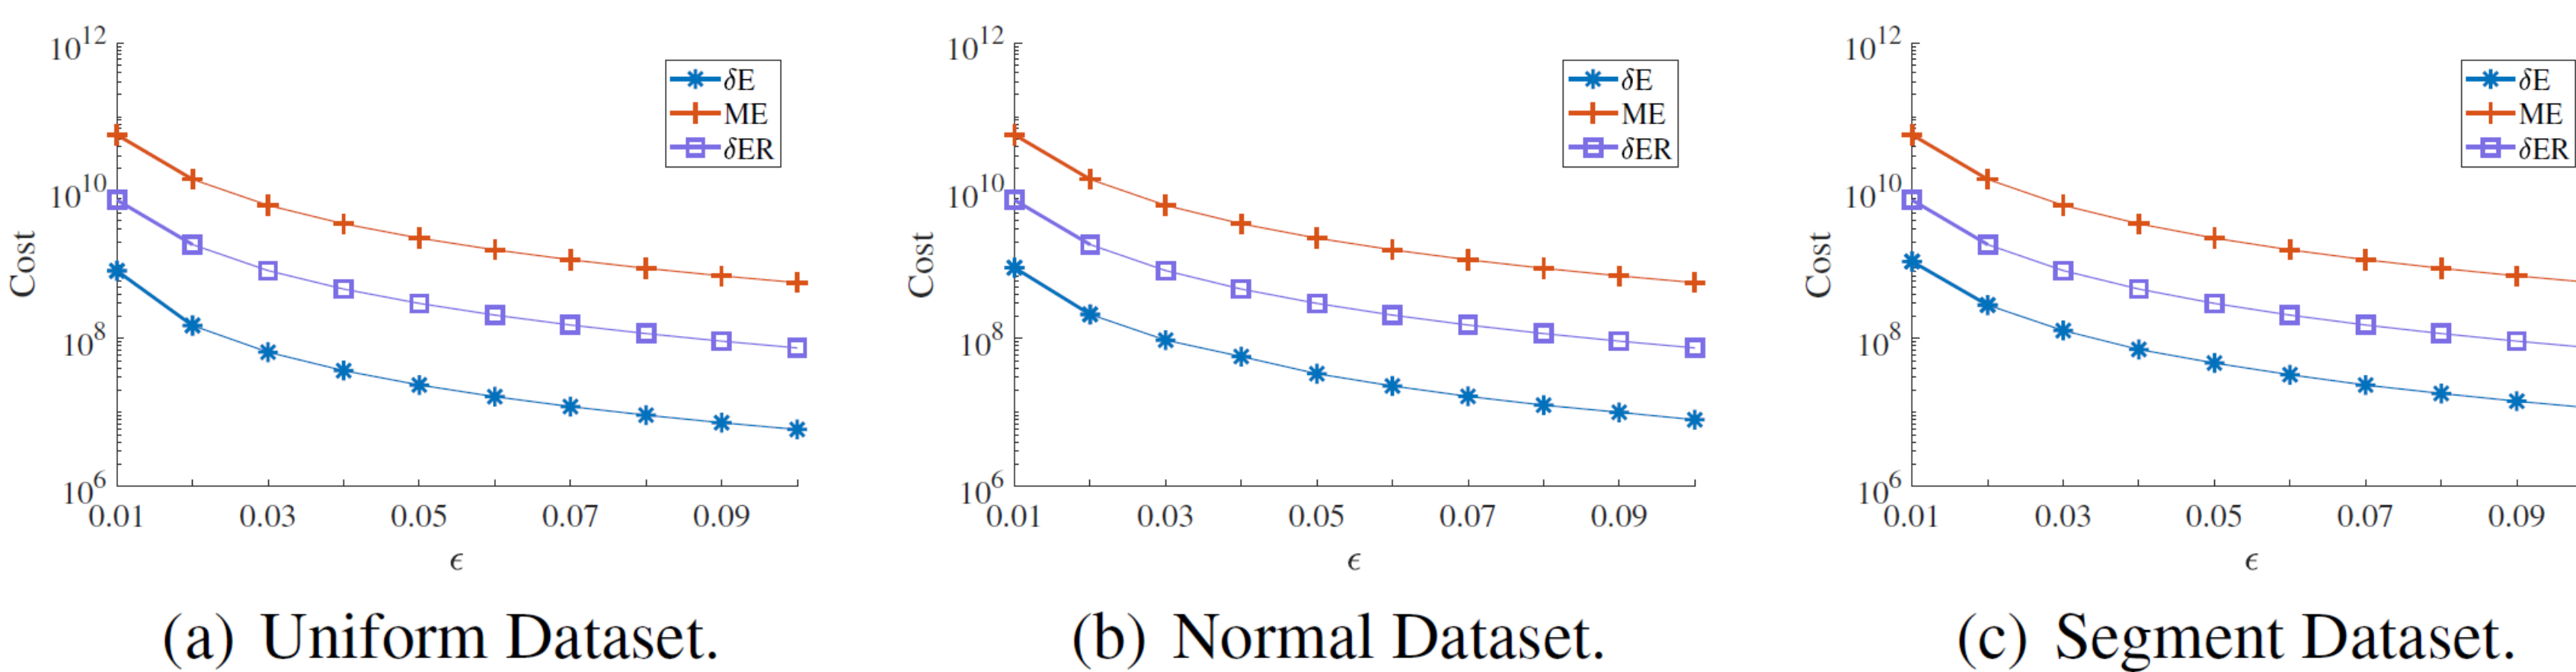 10^12
10^10
10^8
10^6
Cost
δE
ME
δER
0.01 0.03 0.05 0.07 0.09
ϵ
(a) Uniform Dataset.
10^12
10^10
10^8
10^6
Cost
δE
ME
δER
0.01 0.03 0.05 0.07 0.09
ϵ
(b) Normal Dataset.
10^12
10^10
10^8
10^6
Cost
δE
ME
δER
0.01 0.03 0.05 0.07 0.09
ϵ
(c) Segment Dataset.